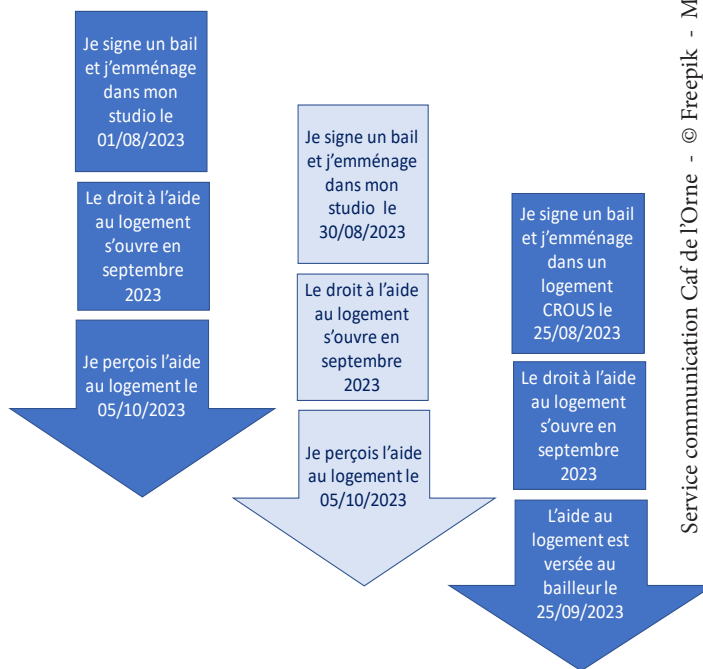 Je signe un bail
et j'emménage
dans mon
studio le
01/08/2023
Le droit à l'aide
au logement
s'ouvre en
septembre
2023
Je perçois l'aide
au logement le
05/10/2023
Je signe un bail
et j'emménage
dans mon
studio le
30/08/2023
Le droit à l'aide
au logement
s'ouvre en
septembre
2023
Je perçois l'aide
au logement le
05/10/2023
Je signe un bail
et j'emménage
dans un
logement
CROUS le
25/08/2023
Le droit à l'aide
au logement
s'ouvre en
septembre
2023
L'aide au
logement est
versée au
bailleur le
25/09/2023
Service communication Caf de l'Orne - © Freepik - M